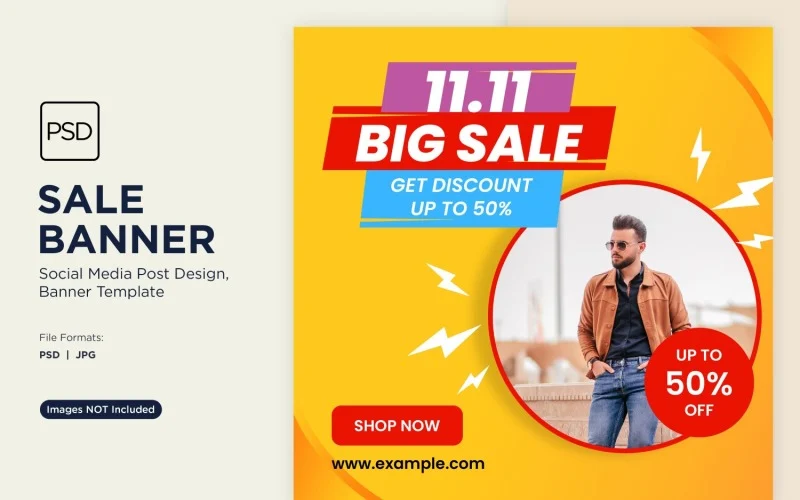 PSD
SALE
BANNER
Social Media Post Design,
Banner Template
File Formats:
PSD | JPG
Images NOT Included
11.11
BIG SALE
GET DISCOUNT
UP TO 50%
UP TO
50%
OFF
SHOP NOW
www.example.com